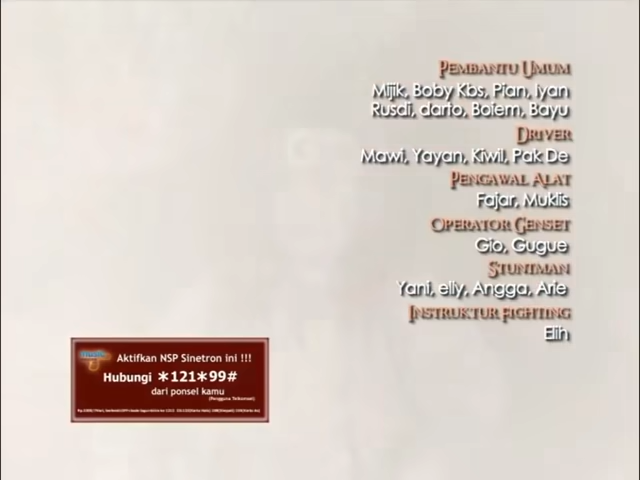 PEMBANTU UMUM
Mijik, Boby Kbs, Pian, Iyan
Rusdi, darto, Boiem, Bayu
DRIVER
Mawi, Yayan, Kiwil, Pak De
PENGAWAL ALAT
Fajar, Muklis
OPERATOR GENSET
Gio, Gugue
STUNTMAN
Yani, elly, Angga, Arie
INSTRUKTUR FIGHTING
Elih
Aktifkan NSP Sinetron ini !!!
Hubungi *121*99#
dari ponsel kamu
(Pengguna Telkomsel)